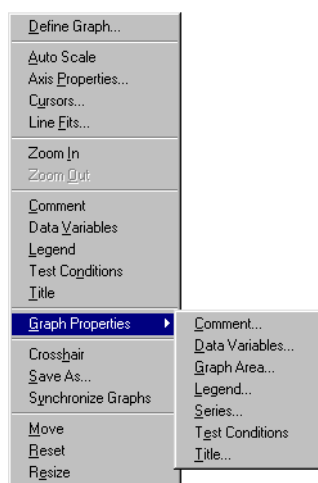 Define Graph...
Auto Scale
Axis Properties...
Cursors...
Line Fits...
Zoom In
Zoom Out
Comment
Data Variables
Legend
Test Conditions
Title
Graph Properties
Crosshair
Save As...
Synchronize Graphs
Move
Reset
Resize
Comment...
Data Variables...
Graph Area...
Legend...
Series...
Test Conditions
Title...